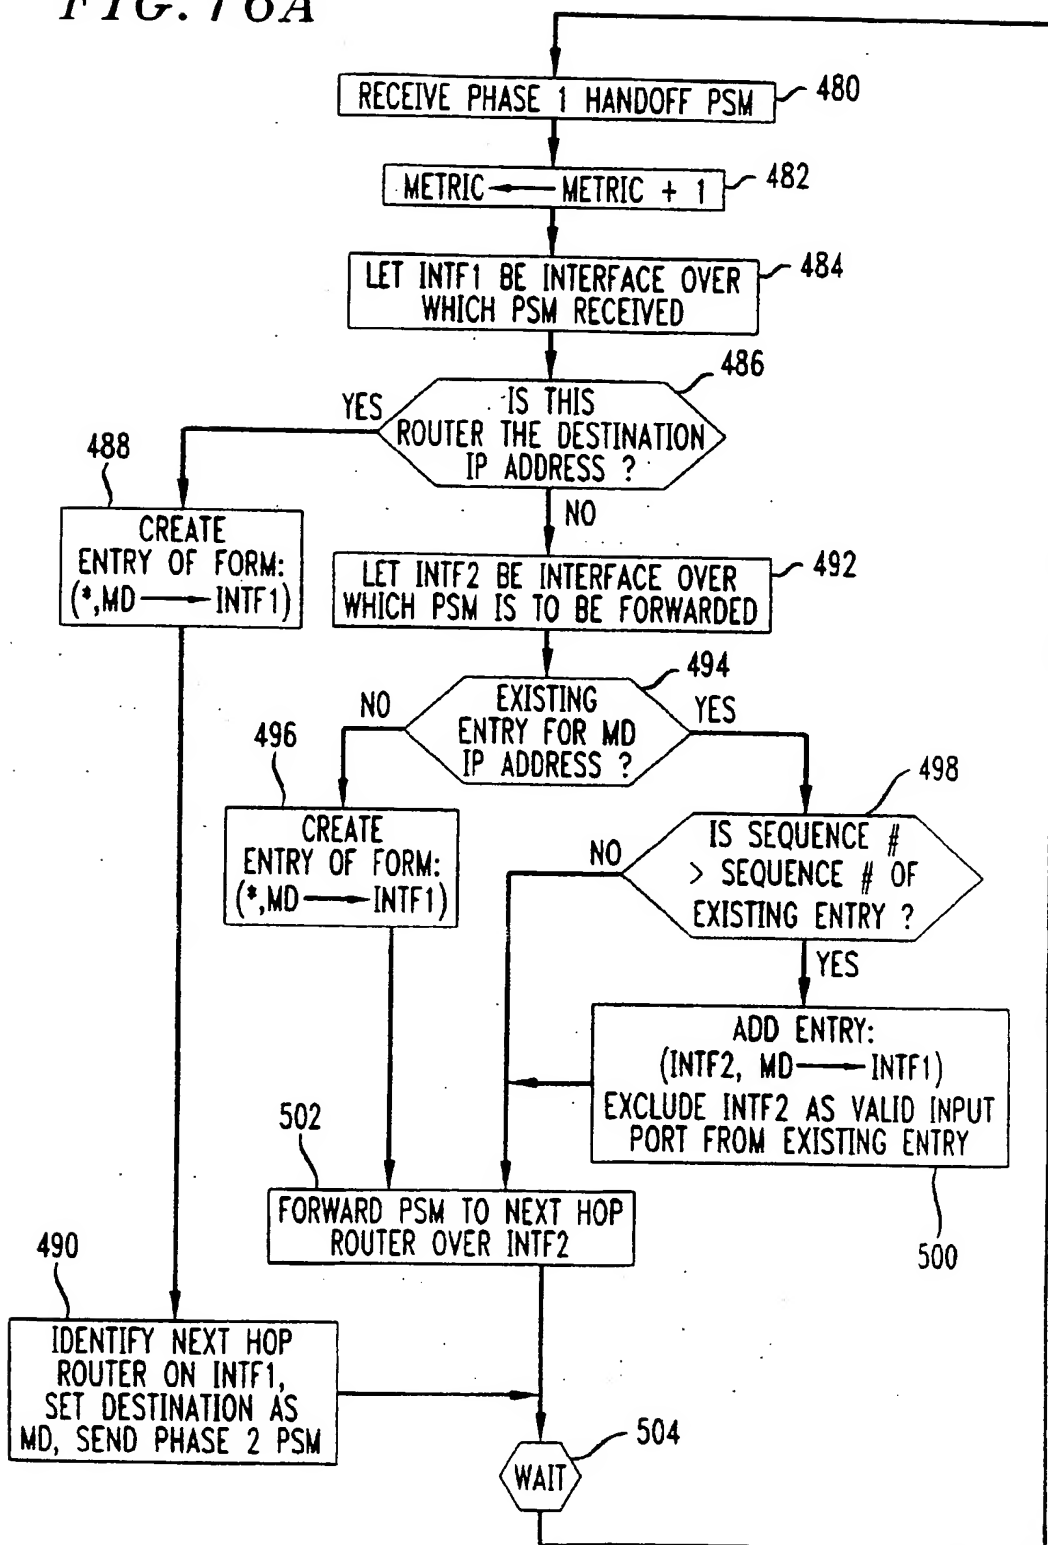 FIG. 16A
RECEIVE PHASE 1 HANDOFF PSM
480
METRIC ← METRIC + 1
482
LET INTF1 BE INTERFACE OVER
WHICH PSM RECEIVED
484
IS THIS
ROUTER THE DESTINATION
IP ADDRESS ?
486
YES
NO
488
CREATE
ENTRY OF FORM:
(*,MD → INTF1)
LET INTF2 BE INTERFACE OVER
WHICH PSM IS TO BE FORWARDED
492
EXISTING
ENTRY FOR MD
IP ADDRESS ?
494
NO
YES
496
CREATE
ENTRY OF FORM:
(*,MD → INTF1)
IS SEQUENCE #
> SEQUENCE # OF
EXISTING ENTRY ?
498
NO
YES
ADD ENTRY:
(INTF2, MD → INTF1)
EXCLUDE INTF2 AS VALID INPUT
PORT FROM EXISTING ENTRY
500
502
FORWARD PSM TO NEXT HOP
ROUTER OVER INTF2
490
IDENTIFY NEXT HOP
ROUTER ON INTF1,
SET DESTINATION AS
MD, SEND PHASE 2 PSM
504
WAIT